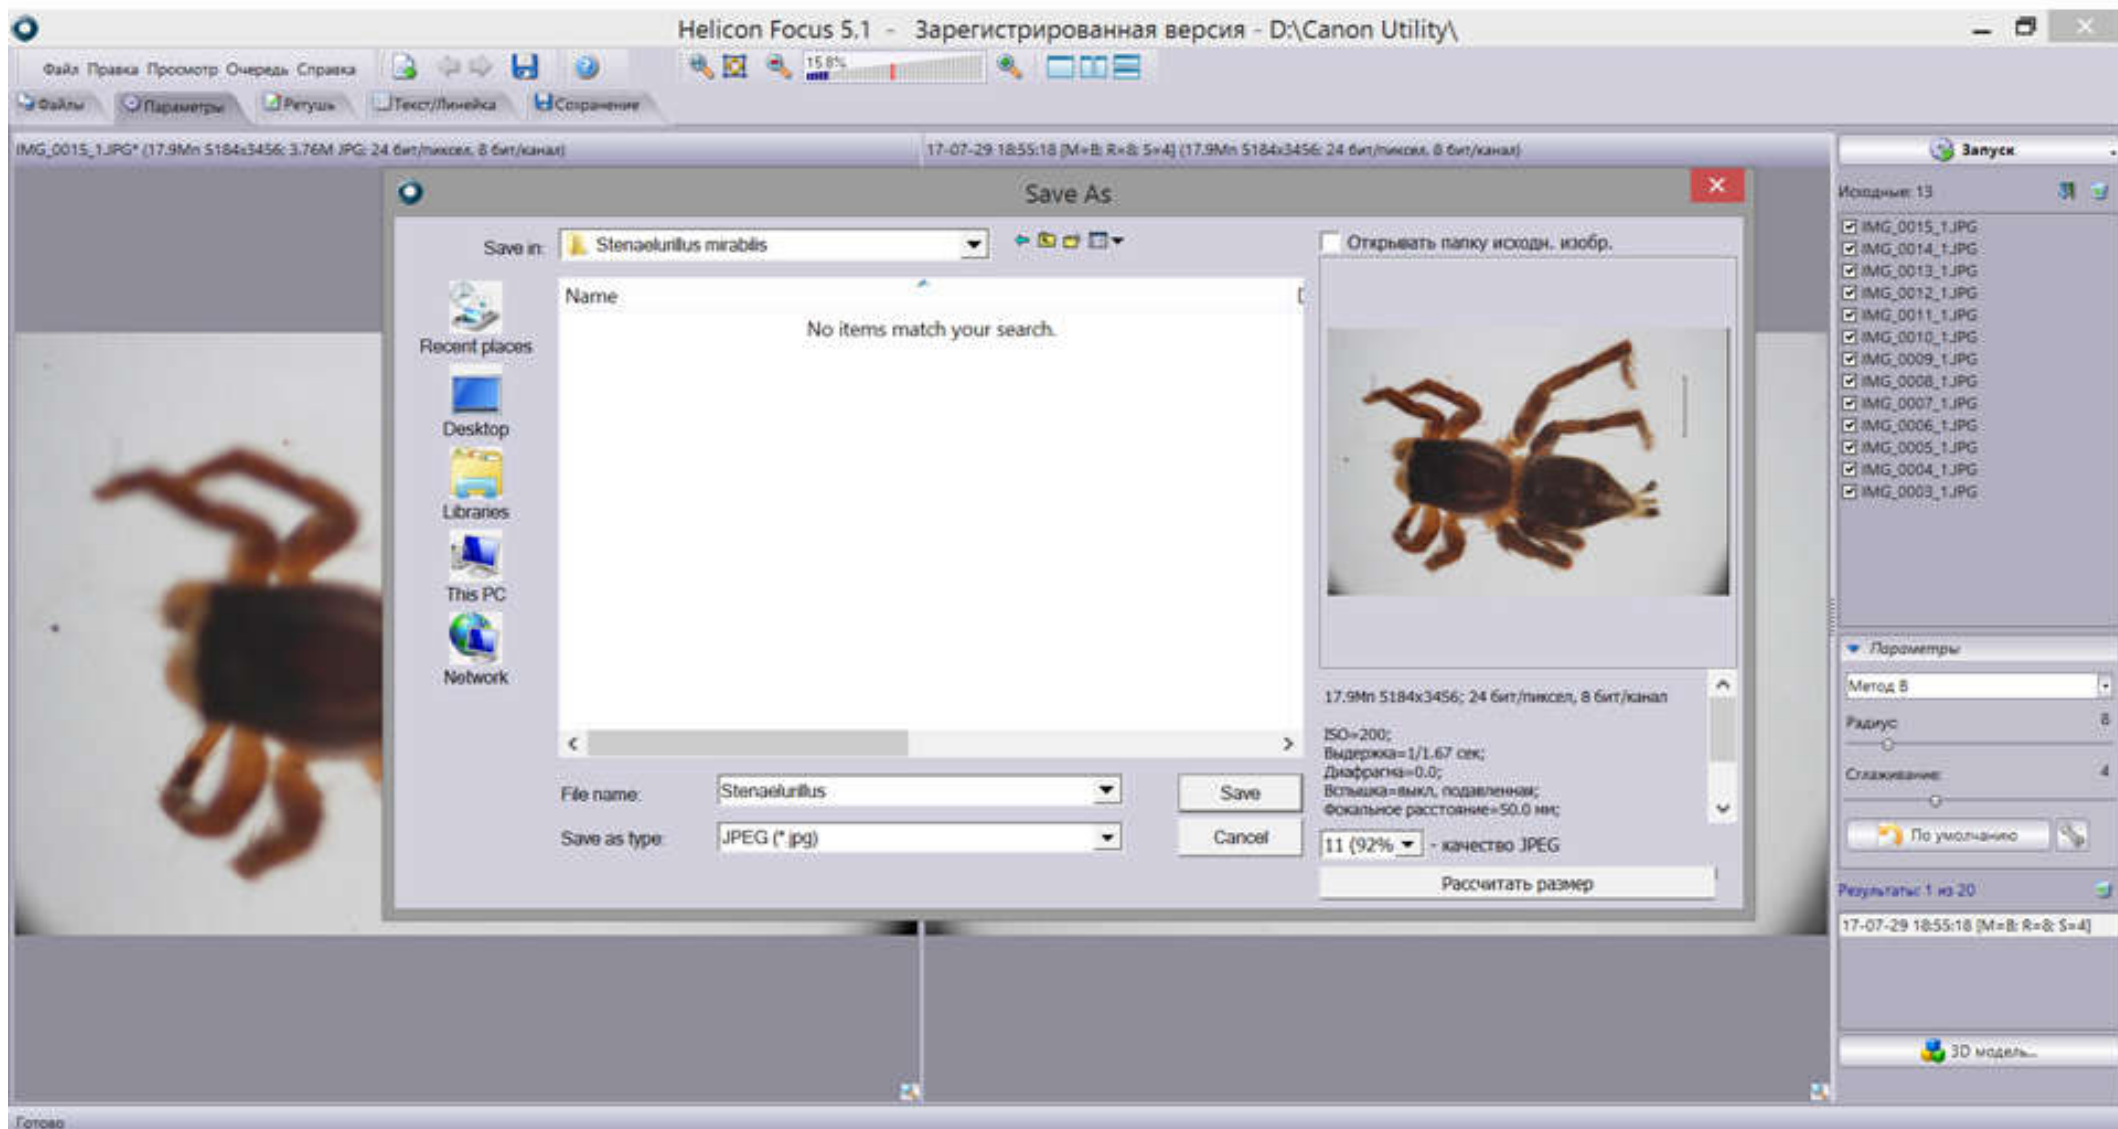 Helicon Focus 5.1 - Зарегистрированная версия - D:\Canon Utility\
Файл Правка Просмотр Очередь Справка
15.8%
Файлы Параметры Ретушь Текст/Линейка Сохранение
IMG_0015_1.JPG* (17.9Мп 5184x3456; 3.76M JPG; 24 бит/пиксел, 8 бит/канал)
17-07-29 18:55:18 [M=B; R=8; S=4] (17.9Мп 5184x3456; 24 бит/пиксел, 8 бит/канал)
Save As
Save in:
Stenaelurillus mirabilis
Name
No items match your search.
Recent places
Desktop
Libraries
This PC
Network
File name:
Stenaelurillus
Save
Save as type:
JPEG (*.jpg)
Cancel
Открывать папку исходн. изобр.
17.9Мп 5184x3456; 24 бит/пиксел, 8 бит/канал
ISO=200;
Выдержка=1/1.67 сек;
Диафрагма=0.0;
Вспышка=выкл, подавленная;
Фокальное расстояние=50.0 мм;
11 (92% - качество JPEG
Рассчитать размер
Запуск
Исходные: 13
IMG_0015_1.JPG
IMG_0014_1.JPG
IMG_0013_1.JPG
IMG_0012_1.JPG
IMG_0011_1.JPG
IMG_0010_1.JPG
IMG_0009_1.JPG
IMG_0008_1.JPG
IMG_0007_1.JPG
IMG_0006_1.JPG
IMG_0005_1.JPG
IMG_0004_1.JPG
IMG_0003_1.JPG
Параметры
Метод B
Радиус: 8
Сглаживание: 4
По умолчанию
Результаты: 1 из 20
17-07-29 18:55:18 [M=B; R=8; S=4]
3D модель...
Готово